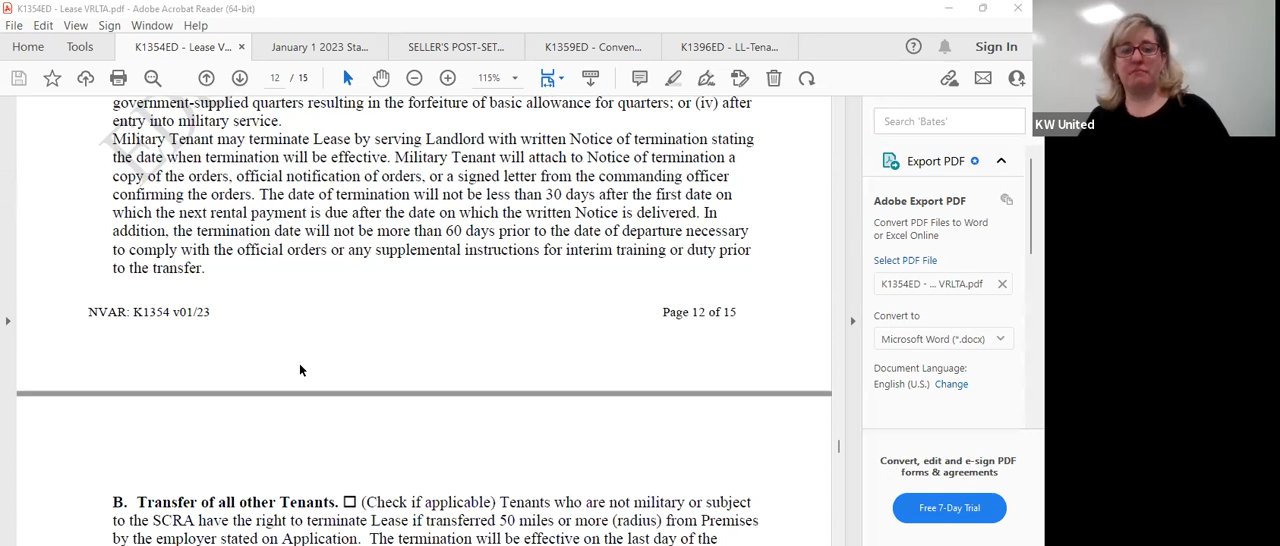 K1354ED - Lease VRLTA.pdf - Adobe Acrobat Reader (64-bit)
File Edit View Sign Window Help
Home Tools K1354ED - Lease V... × January 1 2023 Sta... SELLER'S POST-SET... K1359ED - Conven... K1396ED - LL-Tena... Sign In
12 / 15 115%
government-supplied quarters resulting in the forfeiture of basic allowance for quarters; or (iv) after
entry into military service.
Military Tenant may terminate Lease by serving Landlord with written Notice of termination stating
the date when termination will be effective. Military Tenant will attach to Notice of termination a
copy of the orders, official notification of orders, or a signed letter from the commanding officer
confirming the orders. The date of termination will not be less than 30 days after the first date on
which the next rental payment is due after the date on which the written Notice is delivered. In
addition, the termination date will not be more than 60 days prior to the date of departure necessary
to comply with the official orders or any supplemental instructions for interim training or duty prior
to the transfer.
NVAR: K1354 v01/23 Page 12 of 15
B. Transfer of all other Tenants. ☐ (Check if applicable) Tenants who are not military or subject
to the SCRA have the right to terminate Lease if transferred 50 miles or more (radius) from Premises
by the employer stated on Application. The termination will be effective on the last day of the
Search 'Bates'
Export PDF
Adobe Export PDF
Convert PDF Files to Word
or Excel Online
Select PDF File
K1354ED - ... VRLTA.pdf
Convert to
Microsoft Word (*.docx)
Document Language:
English (U.S.) Change
Convert, edit and e-sign PDF
forms & agreements
Free 7-Day Trial
KW United